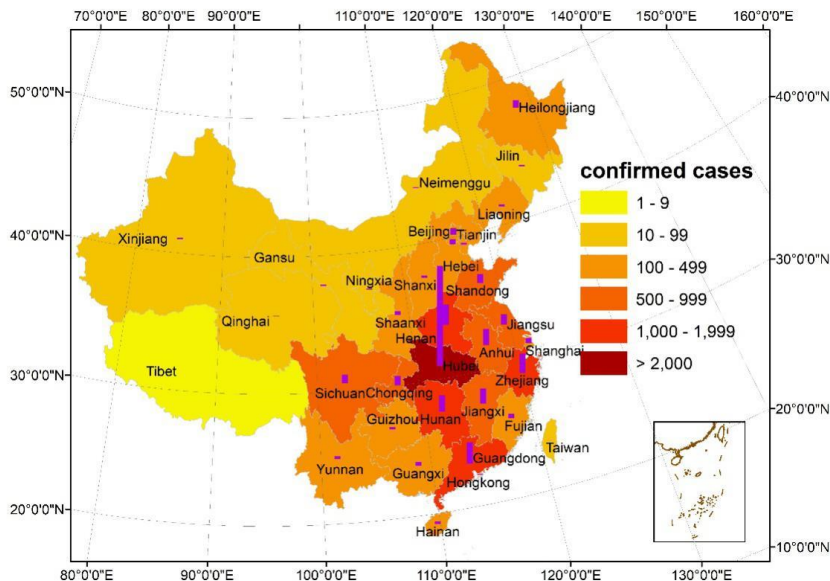 70°0'0"E 80°0'0"E 90°0'0"E 110°0'0"E 120°0'0"E 130°0'0"E 140°0'0"E 150°0'0"E 160°0'0"E
50°0'0"N
40°0'0"N
30°0'0"N
20°0'0"N
40°0'0"N
30°0'0"N
20°0'0"N
10°0'0"N
Heilongjiang
Jilin
Neimenggu
Liaoning
Beijing
Tianjin
Xinjiang
Gansu
Hebei
Ningxia
Shanxi
Shandong
Qinghai
Shaanxi
Jiangsu
Henan
Anhui
Shanghai
Hubei
Tibet
Zhejiang
Sichuan
Chongqing
Jiangxi
Guizhou
Hunan
Fujian
Taiwan
Yunnan
Guangxi
Guangdong
Hongkong
Hainan
confirmed cases
1 - 9
10 - 99
100 - 499
500 - 999
1,000 - 1,999
> 2,000
80°0'0"E 90°0'0"E 100°0'0"E 110°0'0"E 120°0'0"E 130°0'0"E